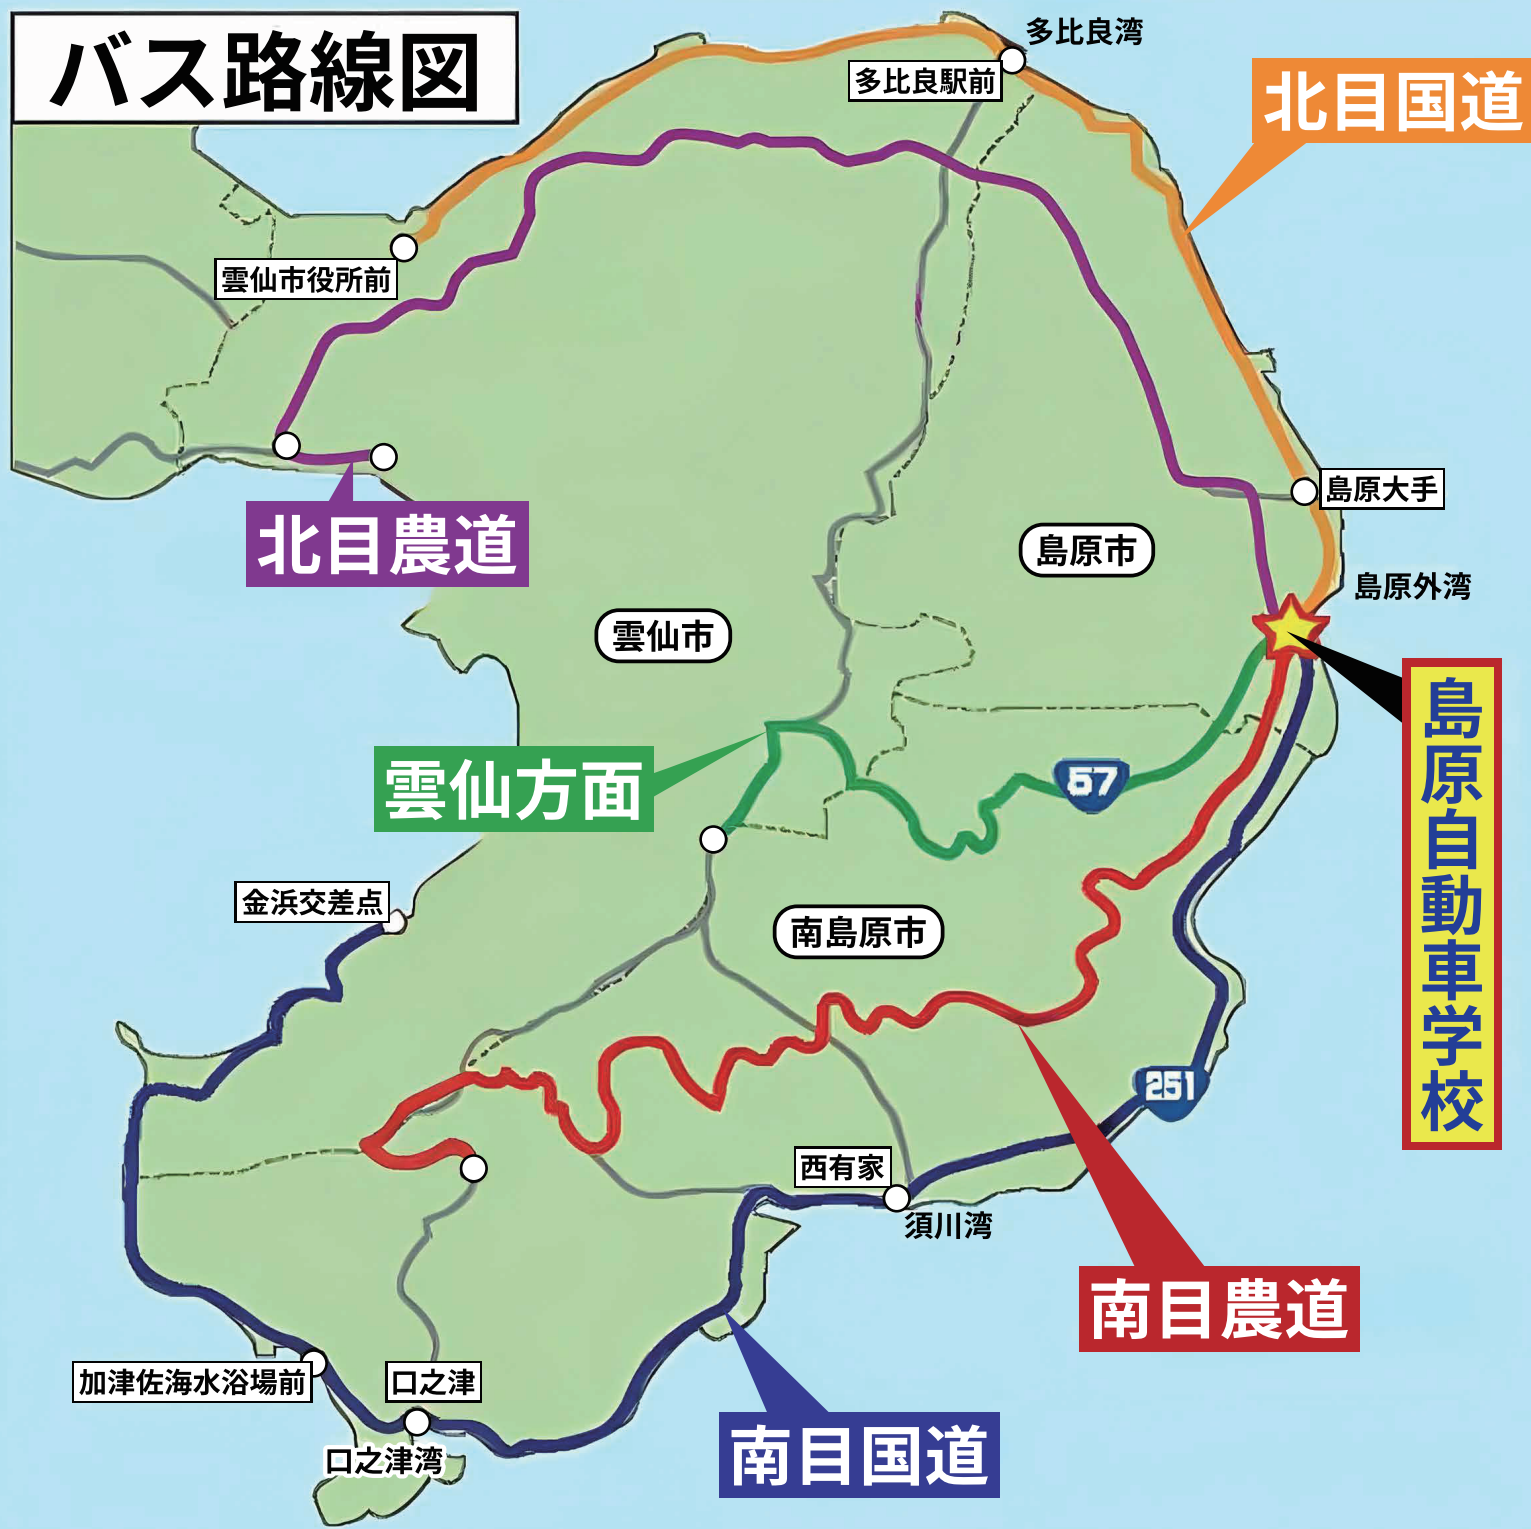 バス路線図
多比良湾
多比良駅前
北目国道
雲仙市役所前
島原大手
北目農道
島原市
島原外湾
雲仙市
島原自動車学校
雲仙方面
57
金浜交差点
南島原市
251
西有家
須川湾
南目農道
加津佐海水浴場前
口之津
口之津湾
南目国道